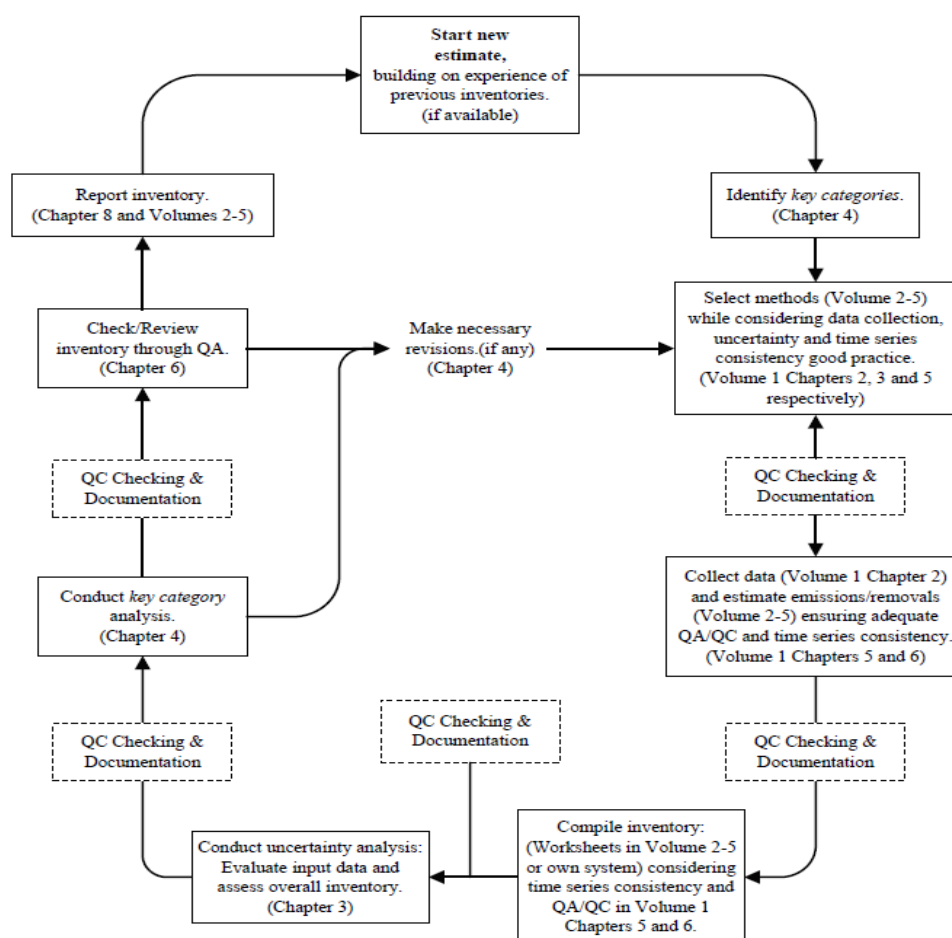 Start new
estimate,
building on experience of
previous inventories.
(if available)
Report inventory.
(Chapter 8 and Volumes 2-5)
Identify key categories.
(Chapter 4)
Check/Review
inventory through QA.
(Chapter 6)
Make necessary
revisions.(if any)
(Chapter 4)
Select methods (Volume 2-5)
while considering data collection,
uncertainty and time series
consistency good practice.
(Volume 1 Chapters 2, 3 and 5
respectively)
QC Checking &
Documentation
QC Checking &
Documentation
Conduct key category
analysis.
(Chapter 4)
Collect data (Volume 1 Chapter 2)
and estimate emissions/removals
(Volume 2-5) ensuring adequate
QA/QC and time series consistency.
(Volume 1 Chapters 5 and 6)
QC Checking &
Documentation
QC Checking &
Documentation
QC Checking &
Documentation
Conduct uncertainty analysis:
Evaluate input data and
assess overall inventory.
(Chapter 3)
Compile inventory:
(Worksheets in Volume 2-5
or own system) considering
time series consistency and
QA/QC in Volume 1
Chapters 5 and 6.